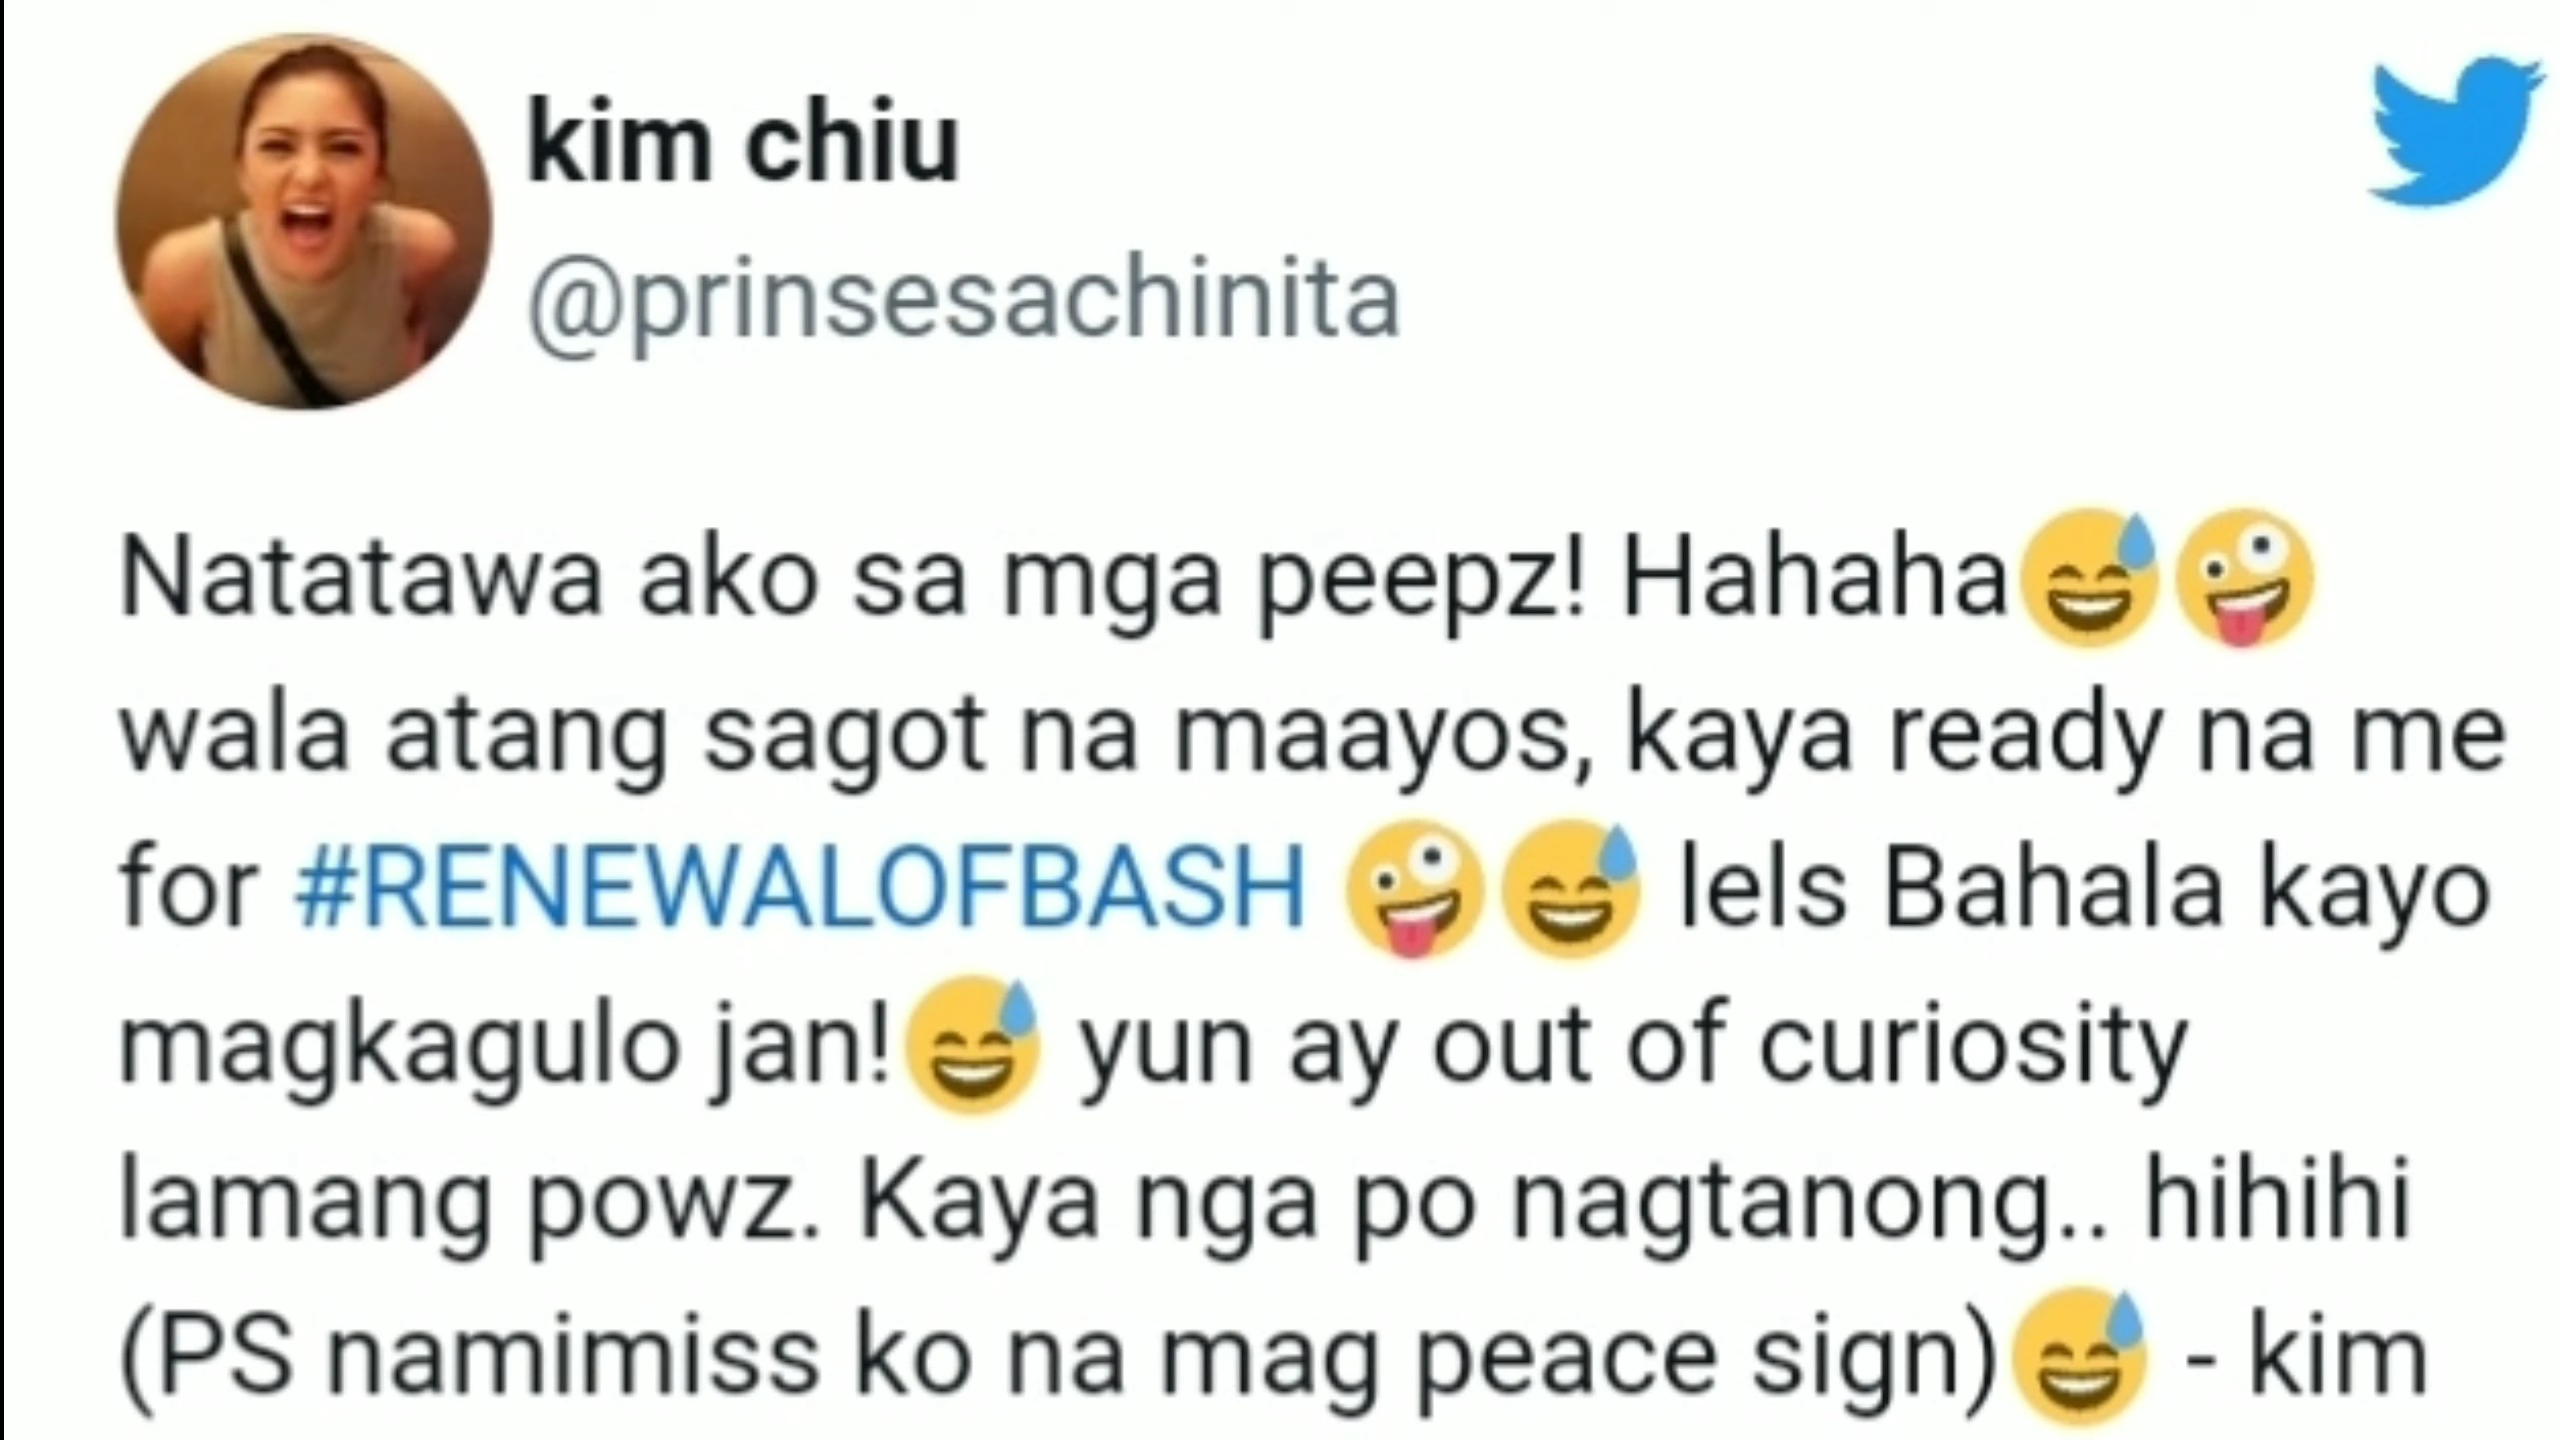 kim chiu
@prinsesachinita
Natatawa ako sa mga peepz! Hahaha😅🤪
wala atang sagot na maayos, kaya ready na me
for #RENEWALOFBASH 🤪😅 lels Bahala kayo
magkagulo jan!😅 yun ay out of curiosity
lamang powz. Kaya nga po nagtanong.. hihihi
(PS namimiss ko na mag peace sign)😅 - kim